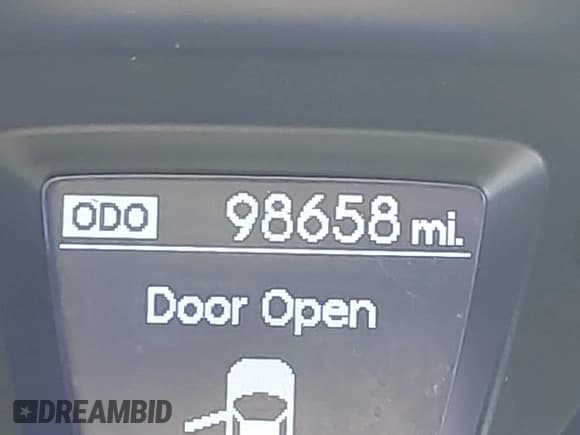 ODO 98658 mi.
Door Open
DREAMBID